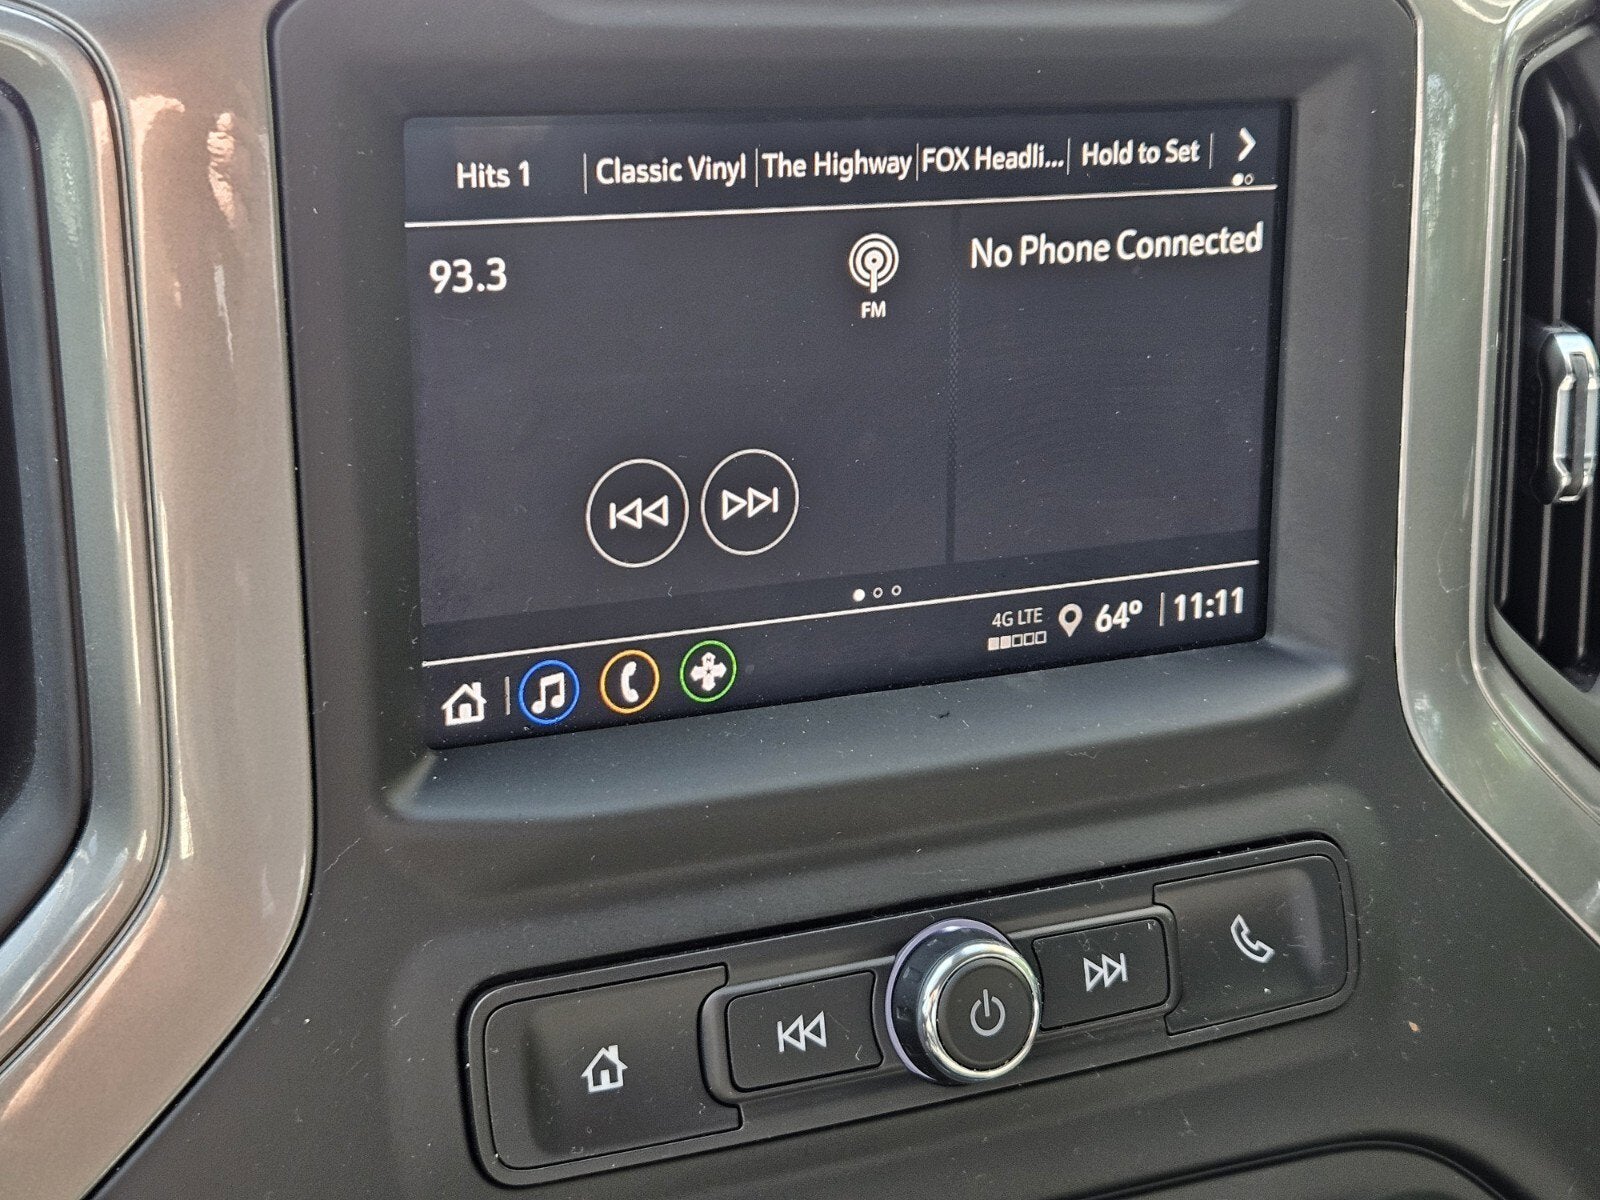 Hits 1 Classic Vinyl The Highway FOX Headli... Hold to Set
93.3
FM
No Phone Connected
4G LTE 64° 11:11
N